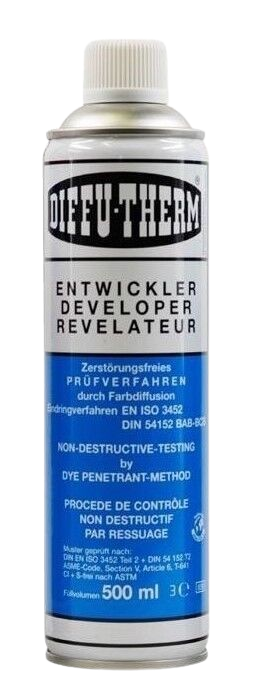 DIFFU-THERM
ENTWICKLER
DEVELOPER
REVELATEUR
Zerstörungsfreies
PRÜFVERFAHREN
durch Farbdiffusion
Eindringverfahren EN ISO 3452
DIN 54152 BAB-BCB
NON-DESTRUCTIVE-TESTING
by
DYE PENETRANT-METHOD
PROCEDE DE CONTRÔLE
NON DESTRUCTIF
PAR RESSUAGE
Muster geprüft nach:
DIN EN ISO 3452 Teil 2 + DIN 54 152 T2
ASME-Code, Section V, Article 6, T-641
Cl + S-frei nach ASTM
Füllvolumen 500 ml 3